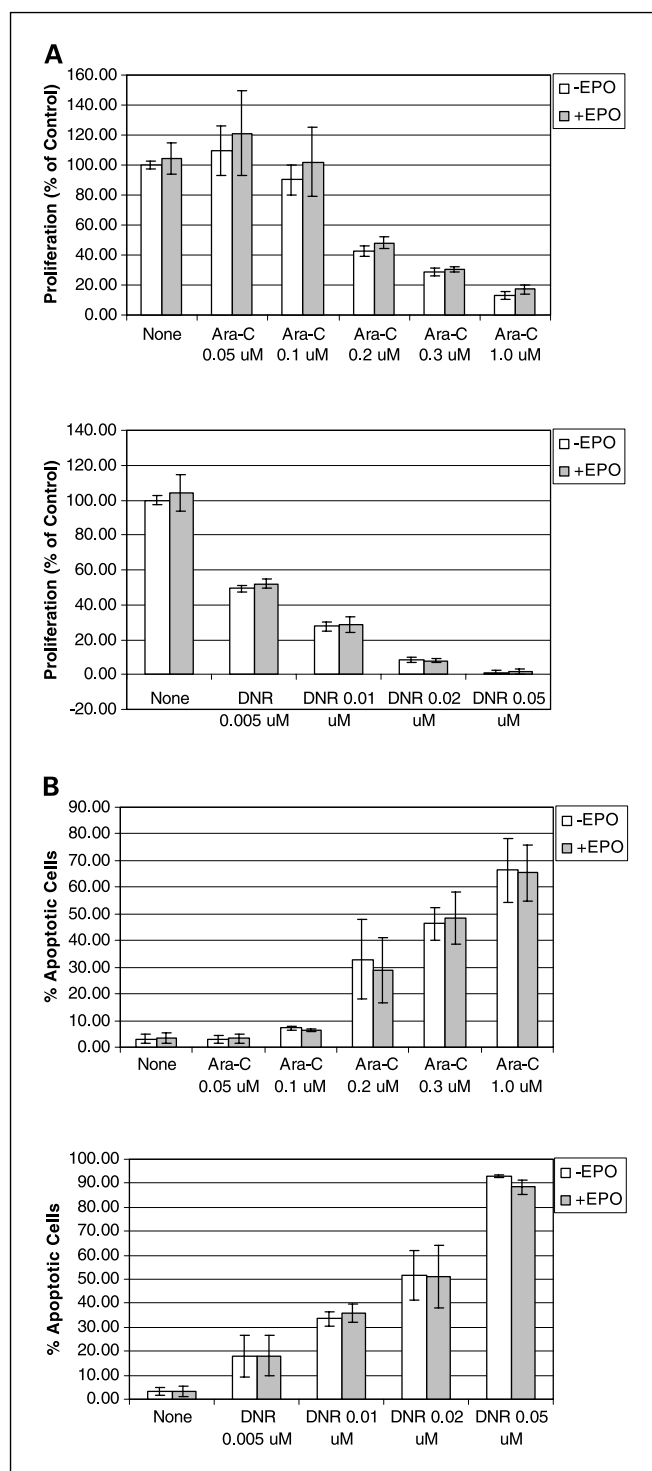 A
Proliferation (% of Control)
160.00
140.00
120.00
100.00
80.00
60.00
40.00
20.00
0.00
None
Ara-C 0.05 uM
Ara-C 0.1 uM
Ara-C 0.2 uM
Ara-C 0.3 uM
Ara-C 1.0 uM
-EPO
+EPO
Proliferation (% of Control)
140.00
120.00
100.00
80.00
60.00
40.00
20.00
0.00
-20.00
None
DNR 0.005 uM
DNR 0.01 uM
DNR 0.02 uM
DNR 0.05 uM
-EPO
+EPO
B
% Apoptotic Cells
90.00
80.00
70.00
60.00
50.00
40.00
30.00
20.00
10.00
0.00
None
Ara-C 0.05 uM
Ara-C 0.1 uM
Ara-C 0.2 uM
Ara-C 0.3 uM
Ara-C 1.0 uM
-EPO
+EPO
% Apoptotic Cells
100.00
90.00
80.00
70.00
60.00
50.00
40.00
30.00
20.00
10.00
0.00
None
DNR 0.005 uM
DNR 0.01 uM
DNR 0.02 uM
DNR 0.05 uM
-EPO
+EPO